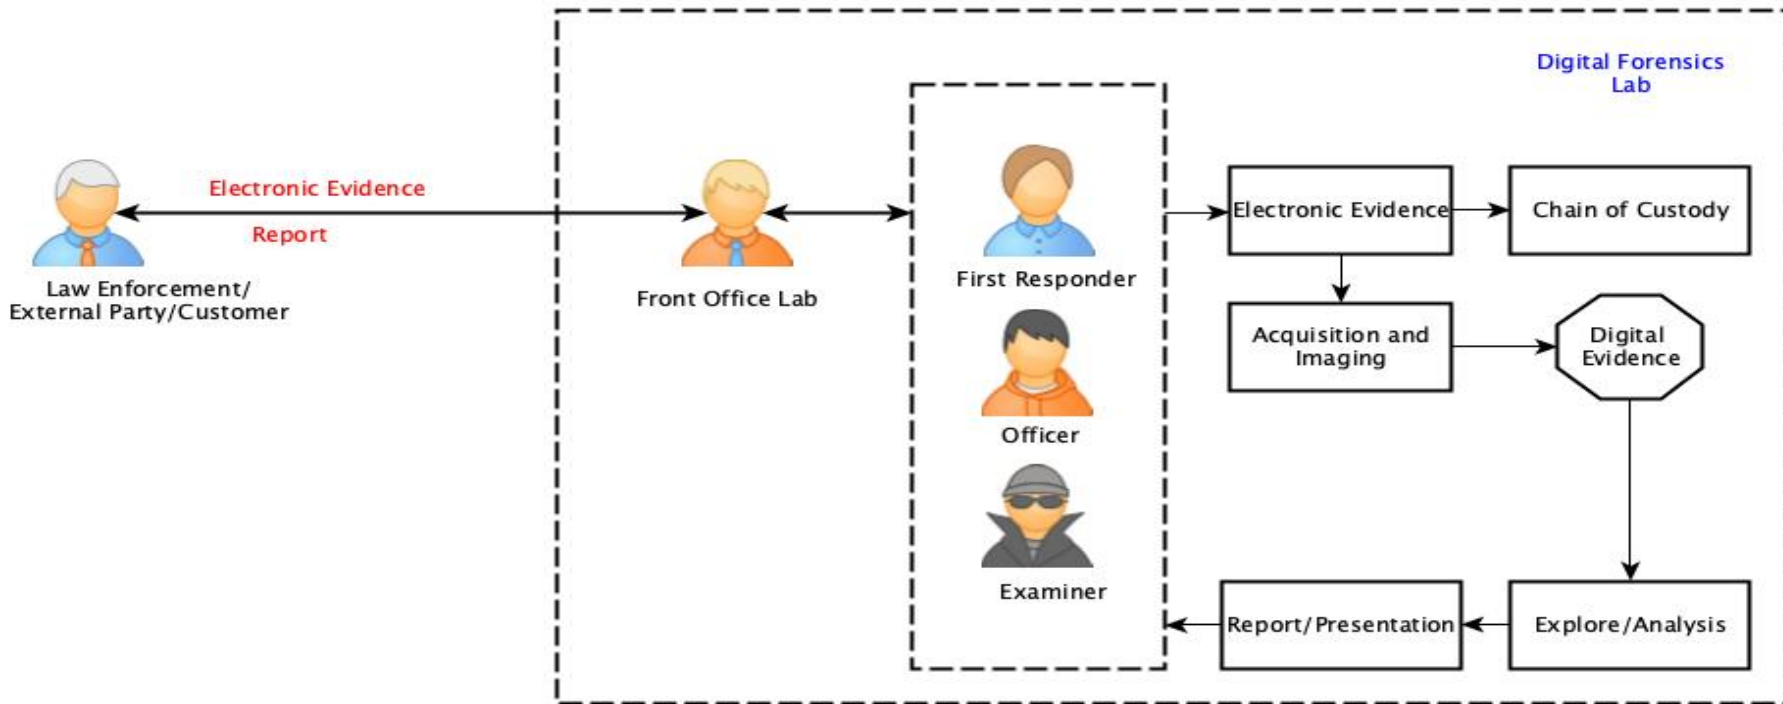 Digital Forensics
Lab
Electronic Evidence
Report
Law Enforcement/
External Party/Customer
Front Office Lab
First Responder
Officer
Examiner
Electronic Evidence
Chain of Custody
Acquisition and
Imaging
Digital
Evidence
Report/Presentation
Explore/Analysis